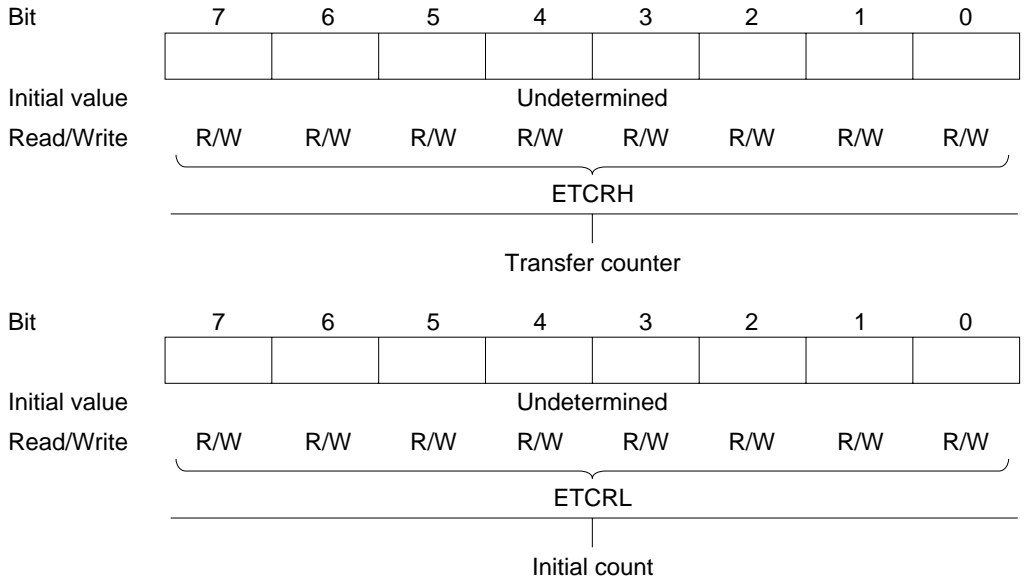 Bit 7 6 5 4 3 2 1 0
Initial value Undetermined
Read/Write R/W R/W R/W R/W R/W R/W R/W R/W
ETCRH
Transfer counter
Bit 7 6 5 4 3 2 1 0
Initial value Undetermined
Read/Write R/W R/W R/W R/W R/W R/W R/W R/W
ETCRL
Initial count